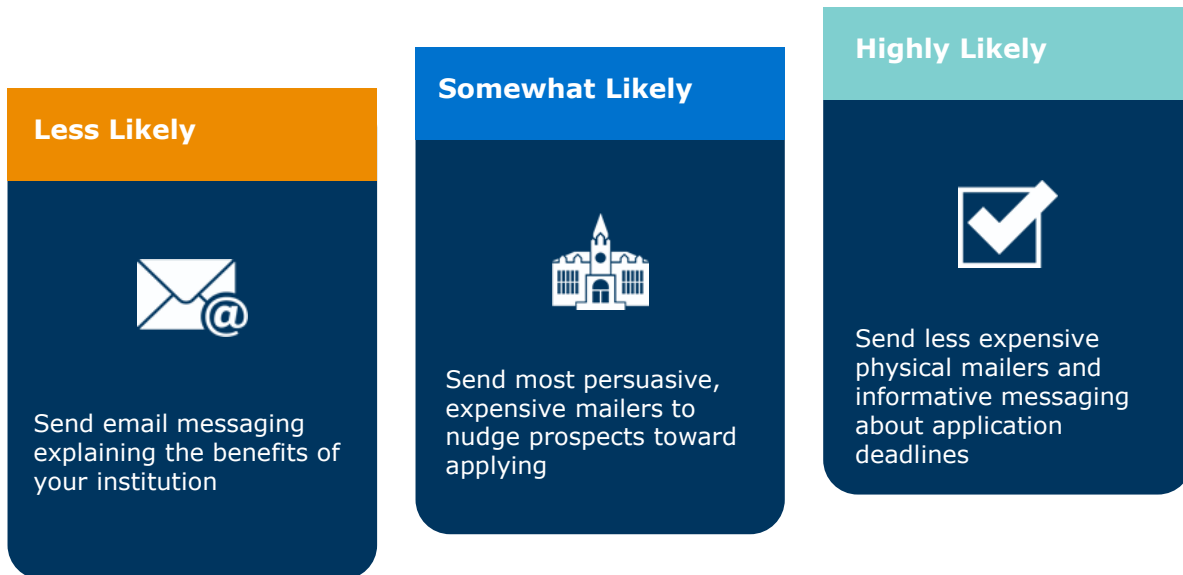 Less Likely
Send email messaging
explaining the benefits of
your institution
Somewhat Likely
Send most persuasive,
expensive mailers to
nudge prospects toward
applying
Highly Likely
Send less expensive
physical mailers and
informative messaging
about application
deadlines